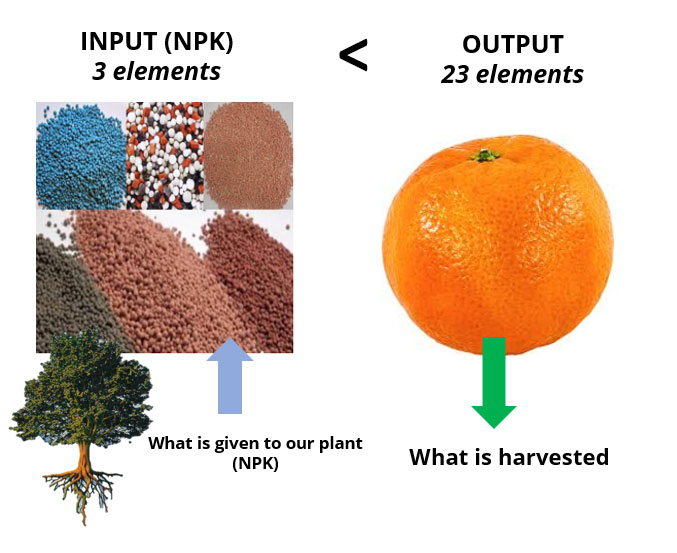 INPUT (NPK)
3 elements
<
OUTPUT
23 elements
What is given to our plant
(NPK)
What is harvested